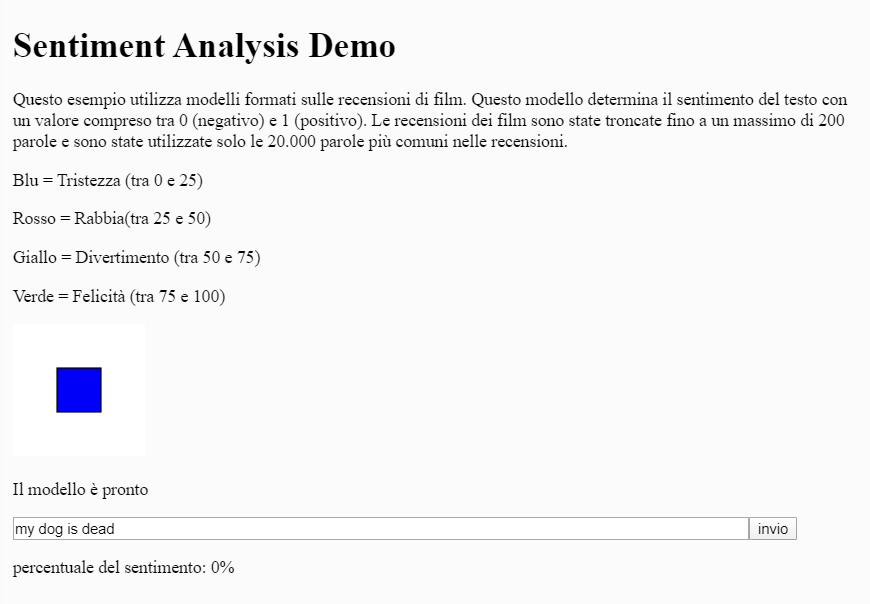 Sentiment Analysis Demo
Questo esempio utilizza modelli formati sulle recensioni di film. Questo modello determina il sentimento del testo con
un valore compreso tra 0 (negativo) e 1 (positivo). Le recensioni dei film sono state troncate fino a un massimo di 200
parole e sono state utilizzate solo le 20.000 parole più comuni nelle recensioni.
Blu = Tristezza (tra 0 e 25)
Rosso = Rabbia(tra 25 e 50)
Giallo = Divertimento (tra 50 e 75)
Verde = Felicità (tra 75 e 100)
Il modello è pronto
my dog is dead invio
percentuale del sentimento: 0%